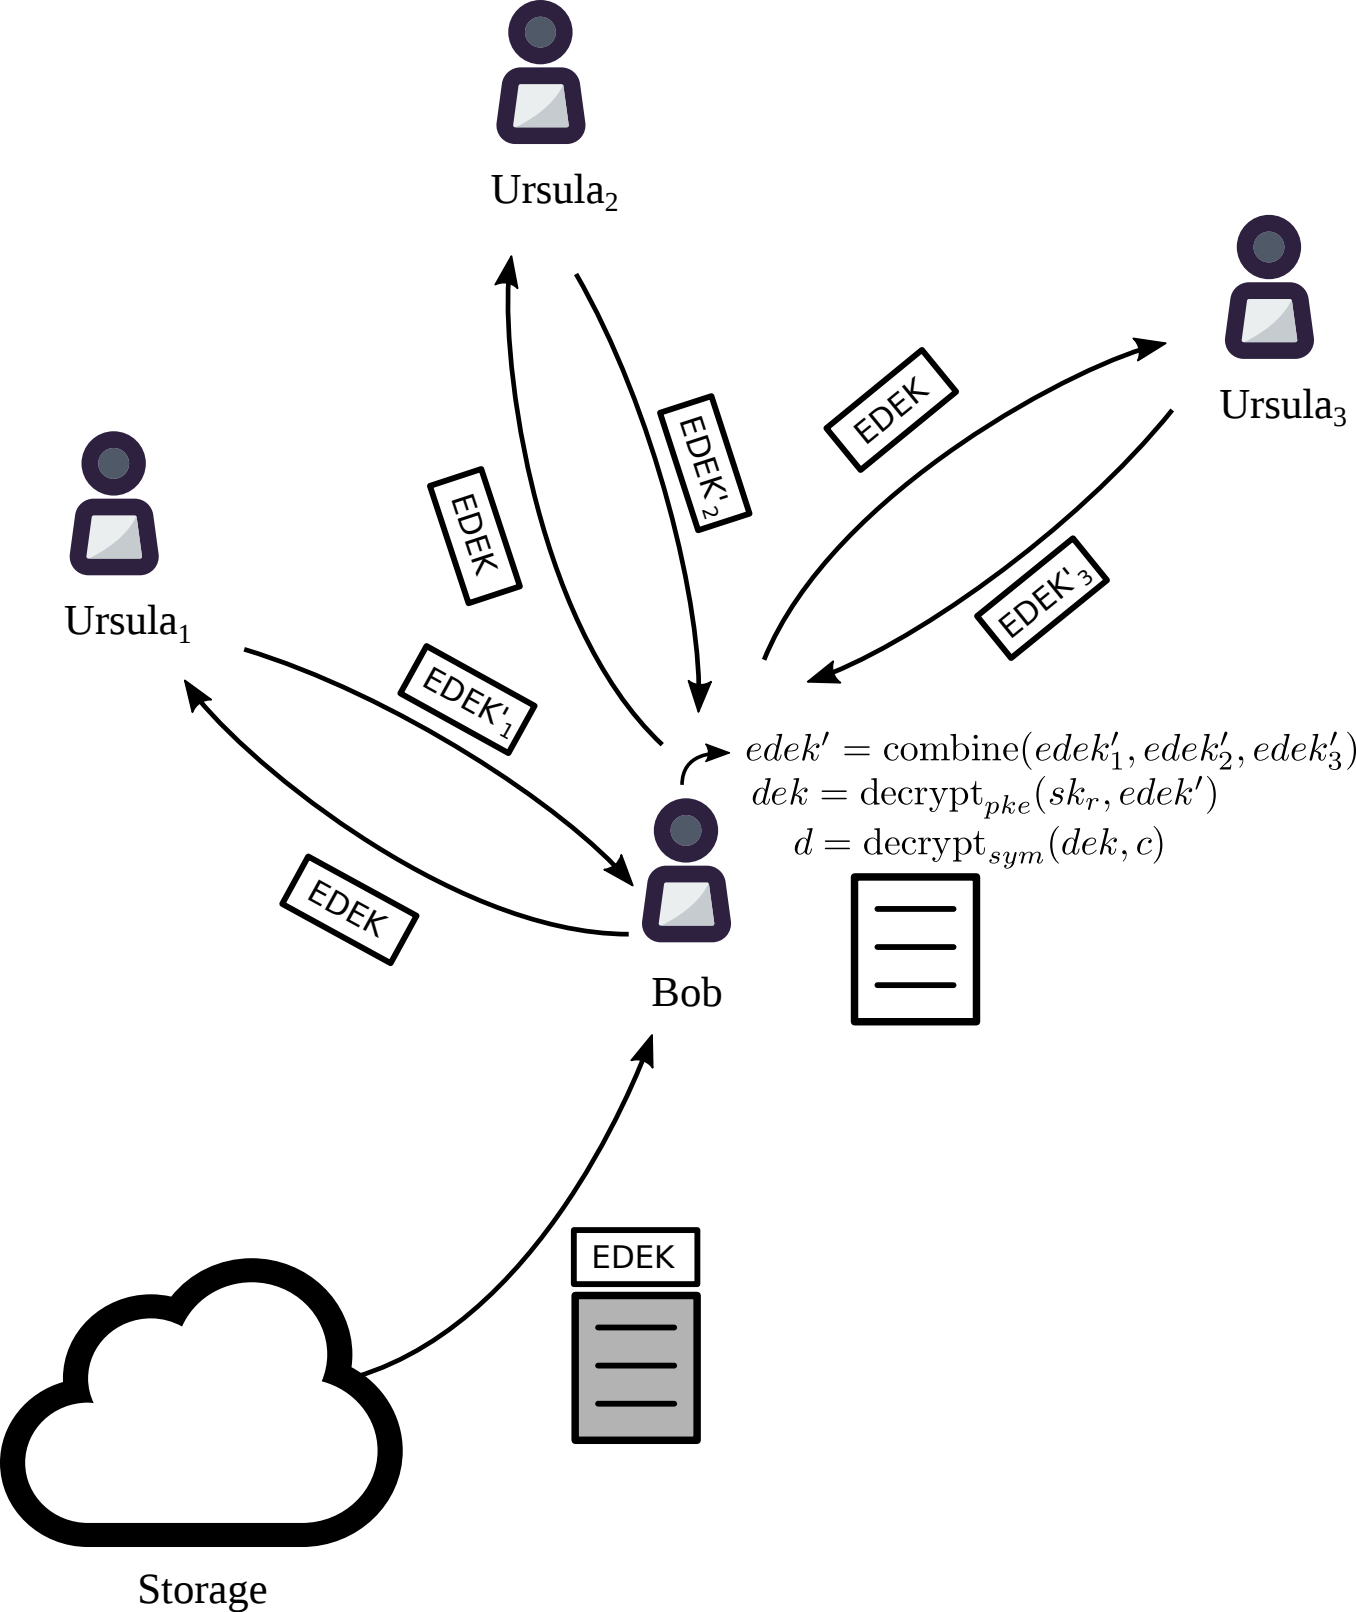 Ursula₂
Ursula₃
EDEK
EDEK'₂
EDEK
Ursula₁
EDEK'₃
EDEK'₁
edek′ = combine(edek′₁, edek′₂, edek′₃)
dek = decrypt_pke(sk_r, edek′)
d = decrypt_sym(dek, c)
EDEK
Bob
EDEK
Storage